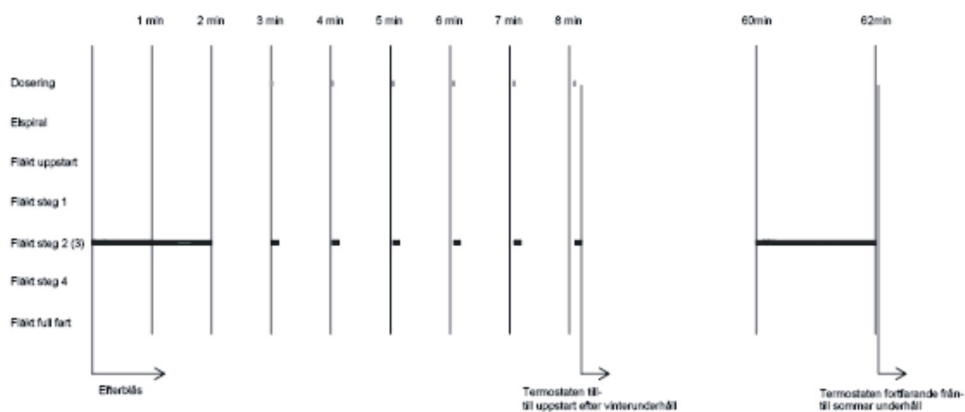 1 min 2 min 3 min 4 min 5 min 6 min 7 min 8 min 60min 62min
Dosering
Elspiral
Fläkt uppstart
Fläkt steg 1
Fläkt steg 2 (3)
Fläkt steg 4
Fläkt full fart
Efterblås
Termostaten till-
till uppstart efter vinterunderhåll
Termostaten fortfarande från-
till sommar underhåll